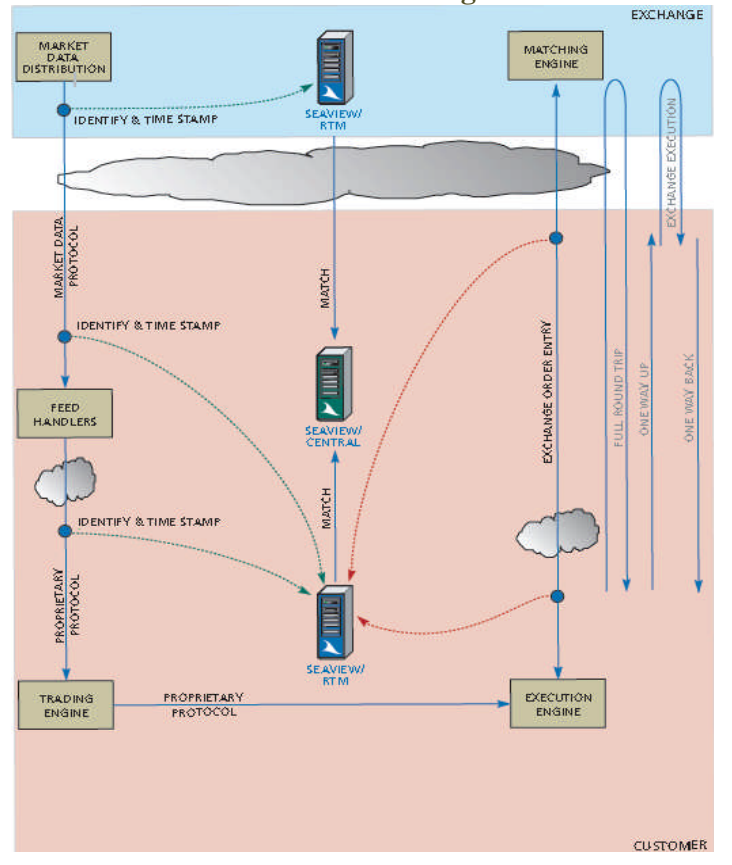 EXCHANGE
MARKET
DATA
DISTRIBUTION
MATCHING
ENGINE
IDENTIFY & TIME STAMP
SEAVIEW/
RTM
EXCHANGE EXECUTION
MARKET DATA
PROTOCOL
MATCH
IDENTIFY & TIME STAMP
FEED
HANDLERS
SEAVIEW/
CENTRAL
EXCHANGE ORDER ENTRY
FULL ROUND TRIP
ONE WAY UP
ONE WAY BACK
MATCH
IDENTIFY & TIME STAMP
PROPRIETARY
PROTOCOL
SEAVIEW/
RTM
TRADING
ENGINE
PROPRIETARY
PROTOCOL
EXECUTION
ENGINE
CUSTOMER